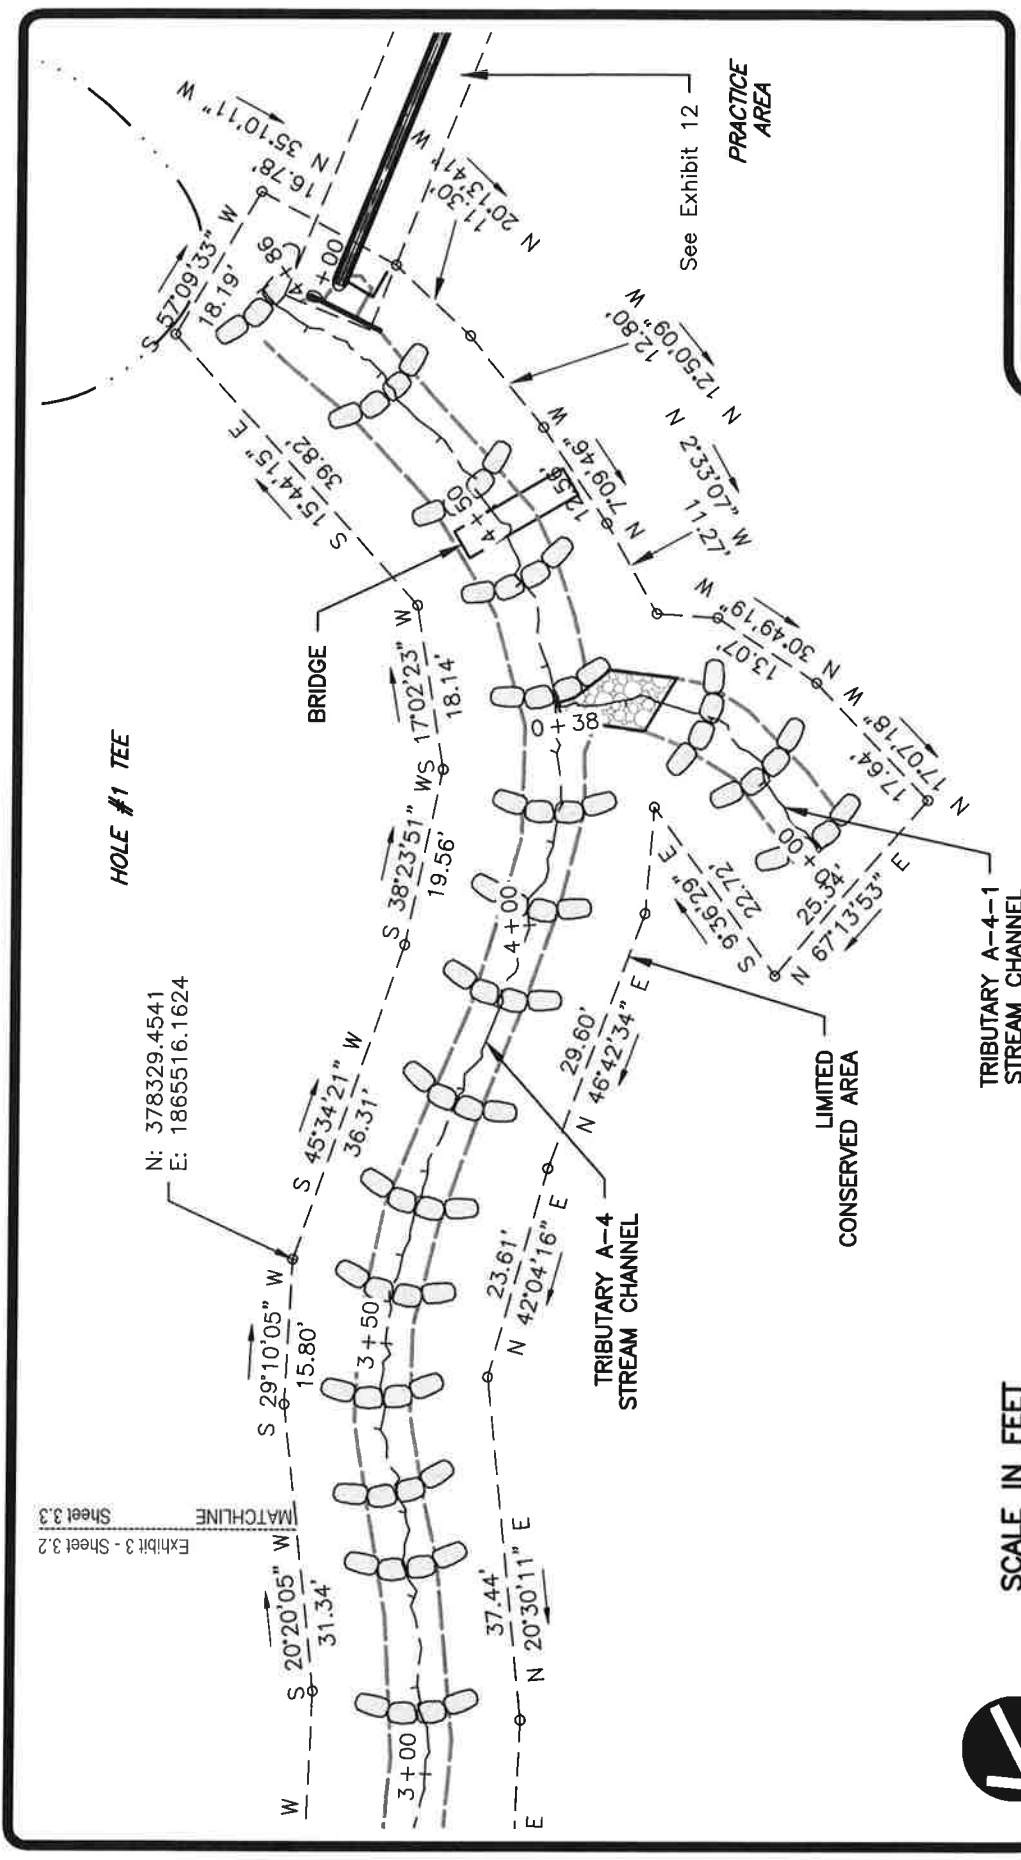 HOLE #1 TEE
BRIDGE
PRACTICE
AREA
See Exhibit 12
N: 378329.4541
E: 1865516.1624
Exhibit 3 - Sheet 3.2
MATCHLINE
Sheet 3.3
W
S 20°20'05" W
31.34'
S 29°10'05" W
15.80'
S 45°34'21" W
36.31'
S 38°23'51" W
19.56'
S 17°02'23" W
18.14'
S 15°44'15" E
39.82'
S 57°09'33" W
18.19'
N 35°10'11" W
16.78'
N 20°13'41" W
11.30'
N 12°50'09" W
12.80'
N 7°09'46" W
12.56'
11.27'
N 30°49'19" W
13.07'
N 17°07'18" W
17.64'
N 67°13'53" E
25.34'
S 9°36'29" E
22.72'
N 46°42'34" E
29.60'
N 42°04'16" E
23.61'
N 20°30'11" E
37.44'
E
3+00
3+50
4+00
4+50
4+86
0+00
0+38
0+00
TRIBUTARY A-4
STREAM CHANNEL
LIMITED
CONSERVED AREA
TRIBUTARY A-4-1
STREAM CHANNEL
SCALE IN FEET